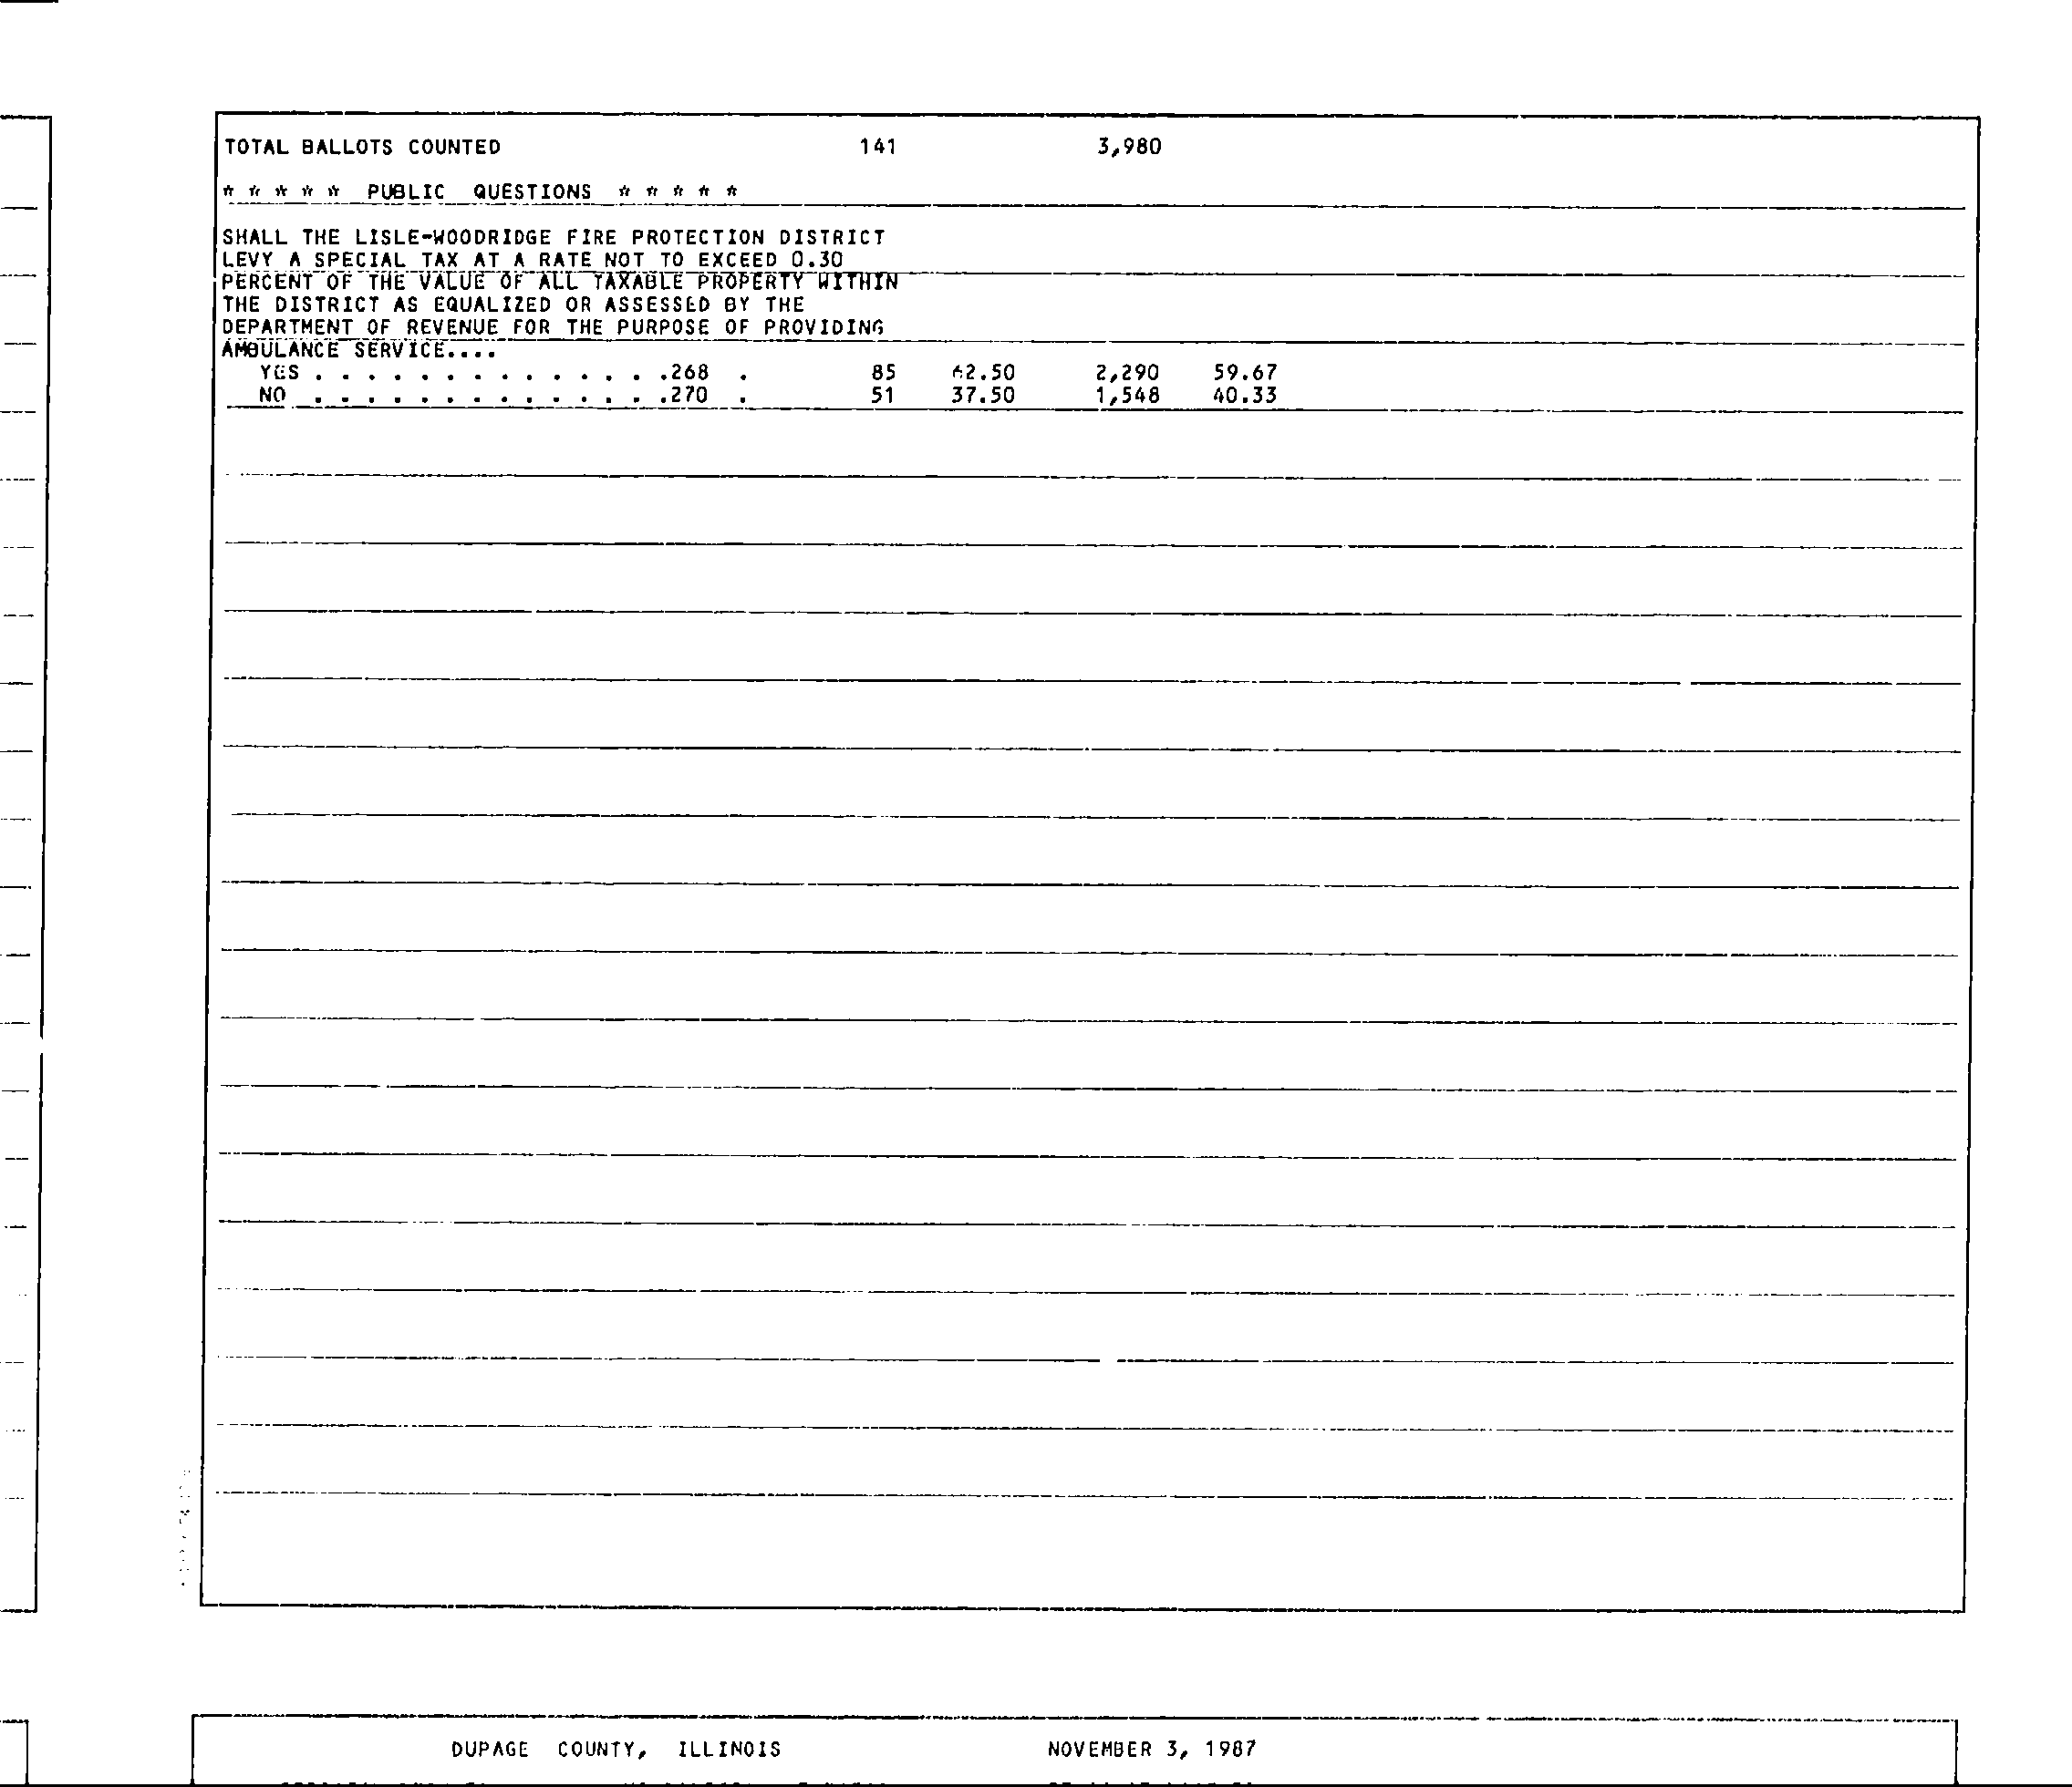 TOTAL BALLOTS COUNTED 141 3,980
* * * * * PUBLIC QUESTIONS * * * * *
SHALL THE LISLE-WOODRIDGE FIRE PROTECTION DISTRICT
LEVY A SPECIAL TAX AT A RATE NOT TO EXCEED 0.30
PERCENT OF THE VALUE OF ALL TAXABLE PROPERTY WITHIN
THE DISTRICT AS EQUALIZED OR ASSESSED BY THE
DEPARTMENT OF REVENUE FOR THE PURPOSE OF PROVIDING
AMBULANCE SERVICE....
YES . . . . . . . . . . . . . .268 . 85 62.50 2,290 59.67
NO . . . . . . . . . . . . . .270 . 51 37.50 1,548 40.33
DUPAGE COUNTY, ILLINOIS NOVEMBER 3, 1987